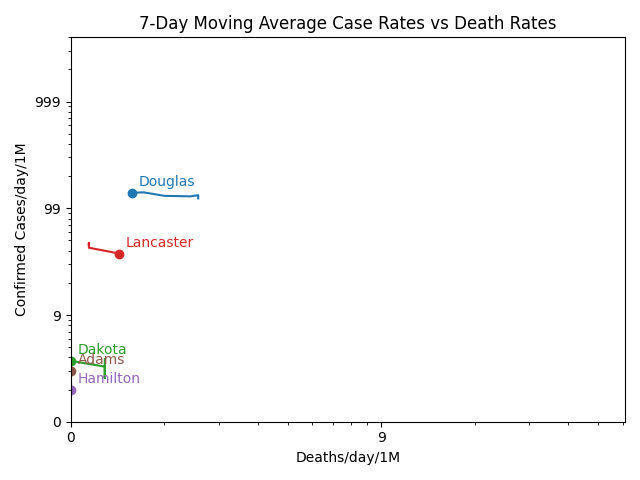 7-Day Moving Average Case Rates vs Death Rates
Confirmed Cases/day/1M
999
99
9
0
Douglas
Lancaster
Dakota
Adams
Hamilton
0
9
Deaths/day/1M